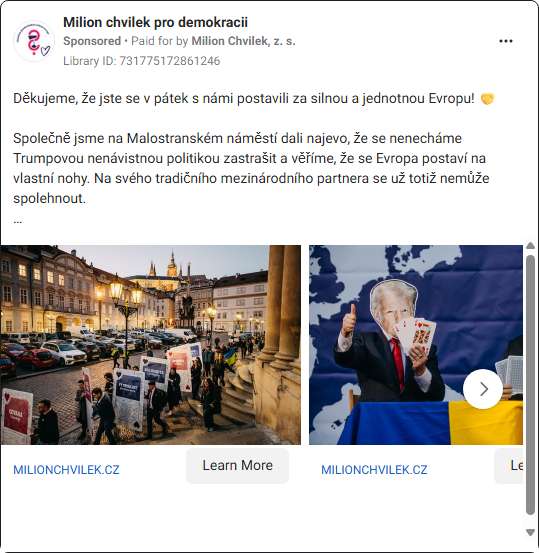 Milion chvilek pro demokracii
Sponsored • Paid for by Milion Chvilek, z. s.
Library ID: 731775172861246
Děkujeme, že jste se v pátek s námi postavili za silnou a jednotnou Evropu! 🤝
Společně jsme na Malostranském náměstí dali najevo, že se nenecháme
Trumpovou nenávistnou politikou zastrašit a věříme, že se Evropa postaví na
vlastní nohy. Na svého tradičního mezinárodního partnera se už totiž nemůže
spolehnout.
...
MILIONCHVILEK.CZ
Learn More
MILIONCHVILEK.CZ
Le